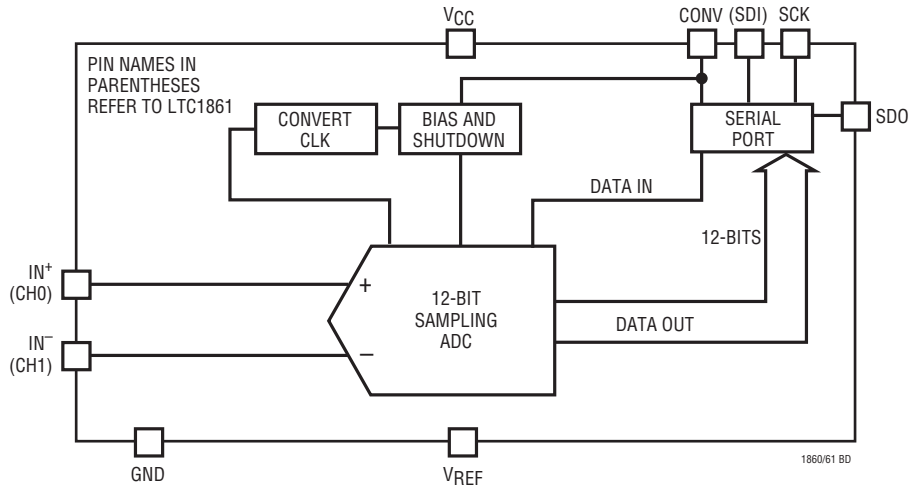 VCC
CONV (SDI) SCK
PIN NAMES IN
PARENTHESES
REFER TO LTC1861
CONVERT
CLK
BIAS AND
SHUTDOWN
SERIAL
PORT
SDO
DATA IN
12-BITS
IN+
(CH0)
+
12-BIT
SAMPLING
ADC
DATA OUT
IN−
(CH1)
−
GND
VREF
1860/61 BD